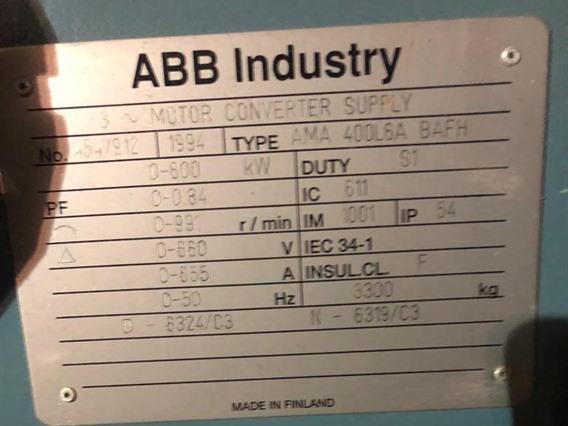 ABB Industry
3 ~ MOTOR CONVERTER SUPPLY
No. 4547912 1994 TYPE AMA 400L6A BAFH
0-600 kW DUTY S1
PF 0-0.84 IC 611
0-991 r/min IM 1001 IP 54
Δ 0-660 V IEC 34-1
0-655 A INSUL.CL. F
0-50 Hz 3300 kg
D - 6324/C3 N - 6319/C3
MADE IN FINLAND